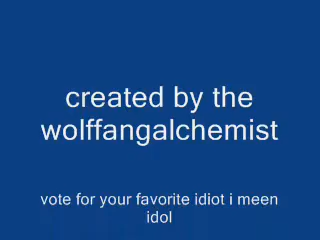 created by the
wolffangalchemist
vote for your favorite idiot i meen
idol